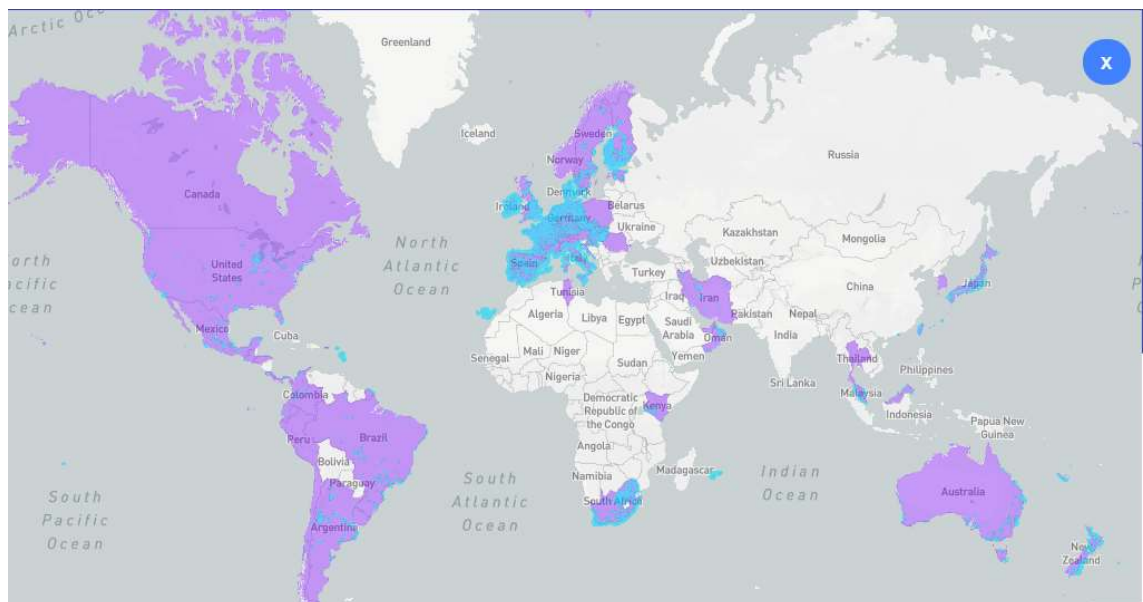 Arctic Oce
Greenland
x
Iceland
Sweden
Norway
Russia
Canada
Denmark
Ireland
Belarus
Germany
Ukraine
Kazakhstan
Mongolia
North
Atlantic
Ocean
orth
acific
cean
United
States
Spain
Italy
Uzbekistan
Turkey
China
Japan
Tunisia
Iraq
Iran
Algeria
Libya
Egypt
Pakistan
Nepal
Mexico
Cuba
Saudi
Arabia
Oman
India
Mali
Niger
Yemen
Senegal
Sudan
Thailand
Philippines
Nigeria
Sri Lanka
Colombia
Malaysia
Democratic
Republic of
the Congo
Kenya
Indonesia
Papua New
Guinea
Peru
Brazil
Angola
Bolivia
Madagascar
Indian
Ocean
Namibia
Paraguay
South
Atlantic
Ocean
South Africa
Australia
South
Pacific
Ocean
Argentina
New
Zealand